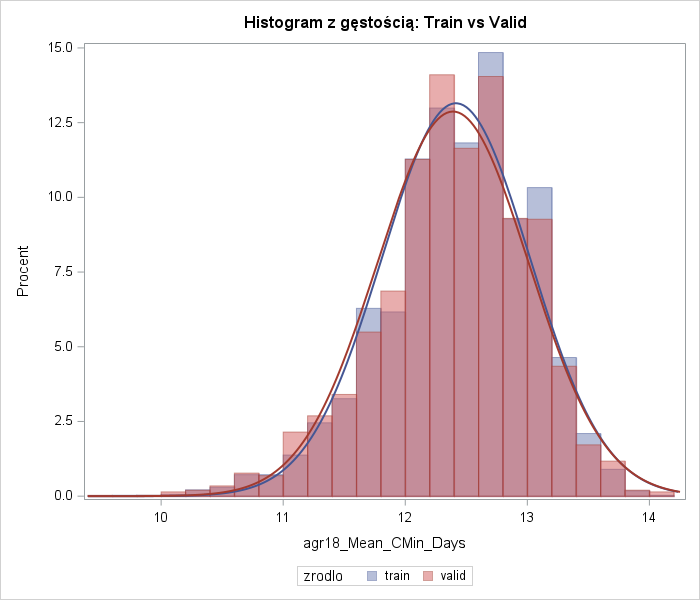 Histogram z gęstością: Train vs Valid
15.0
12.5
10.0
7.5
5.0
2.5
0.0
Procent
10 11 12 13 14
agr18_Mean_CMin_Days
zrodlo train valid